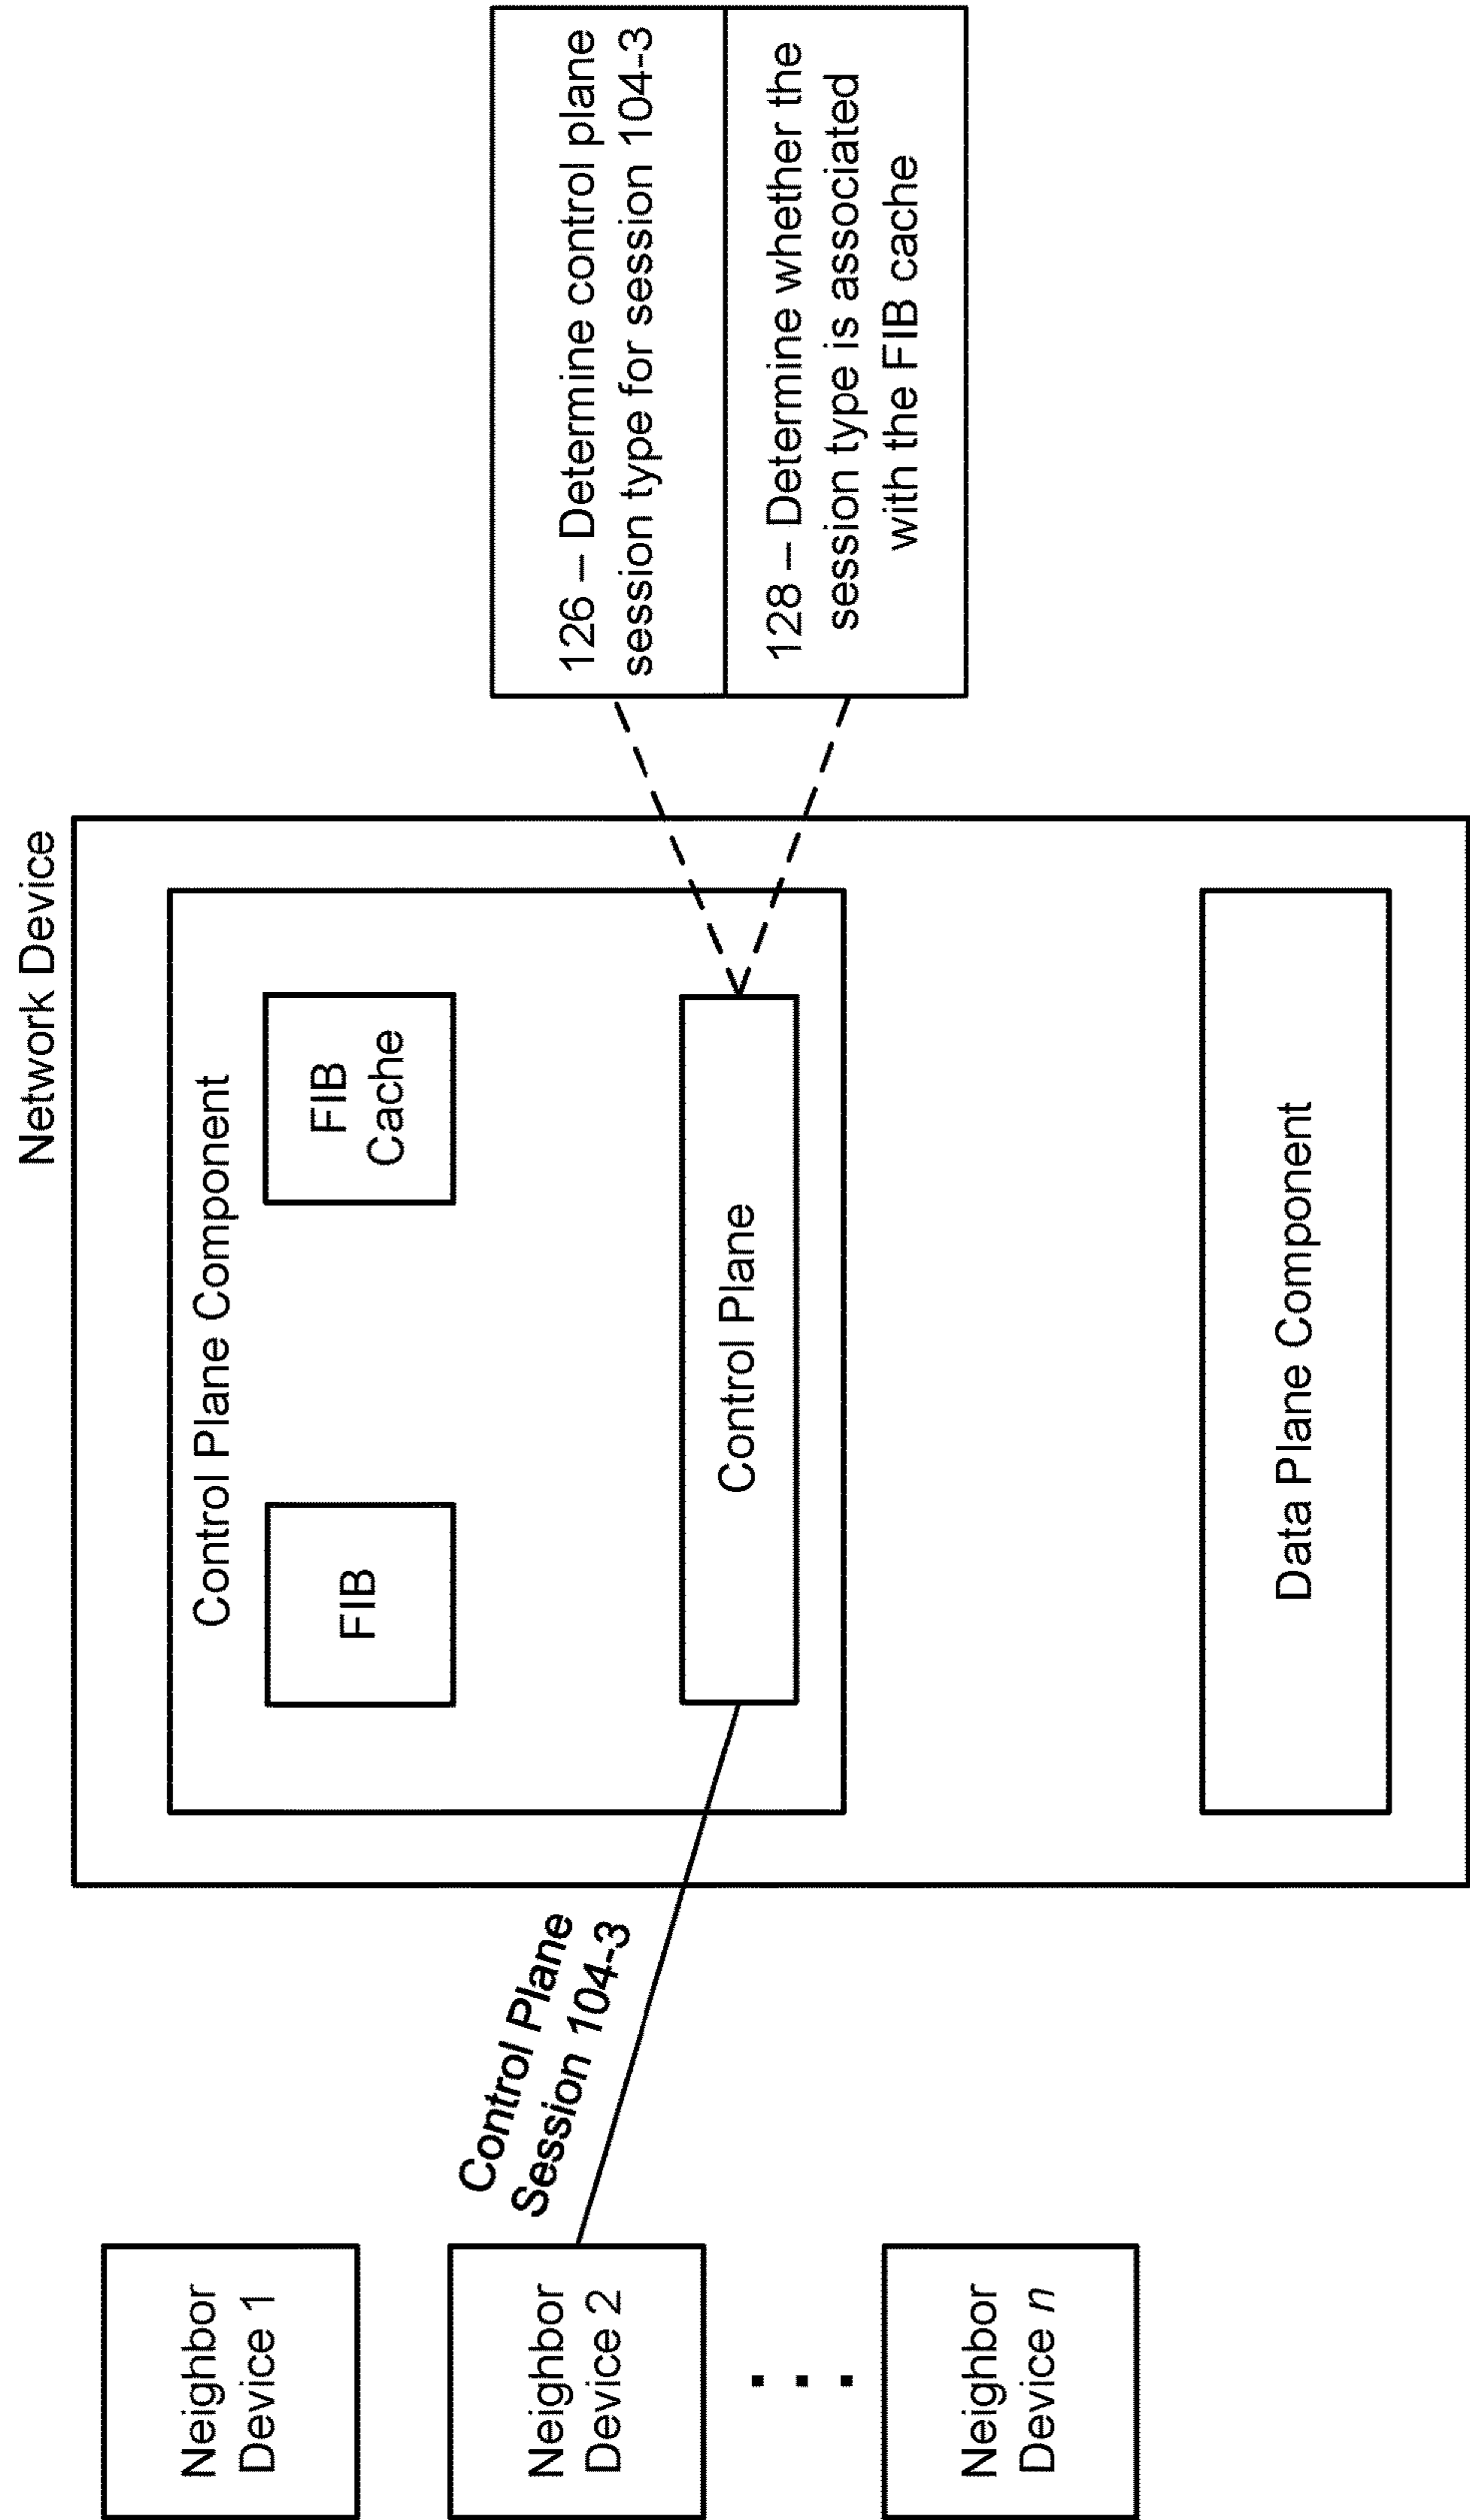 Network Device
Neighbor
Device 1
Neighbor
Device 2
Neighbor
Device n
Control Plane
Session 104-3
Control Plane Component
FIB
FIB
Cache
Control Plane
Data Plane Component
126 – Determine control plane
session type for session 104-3
128 – Determine whether the
session type is associated
with the FIB cache